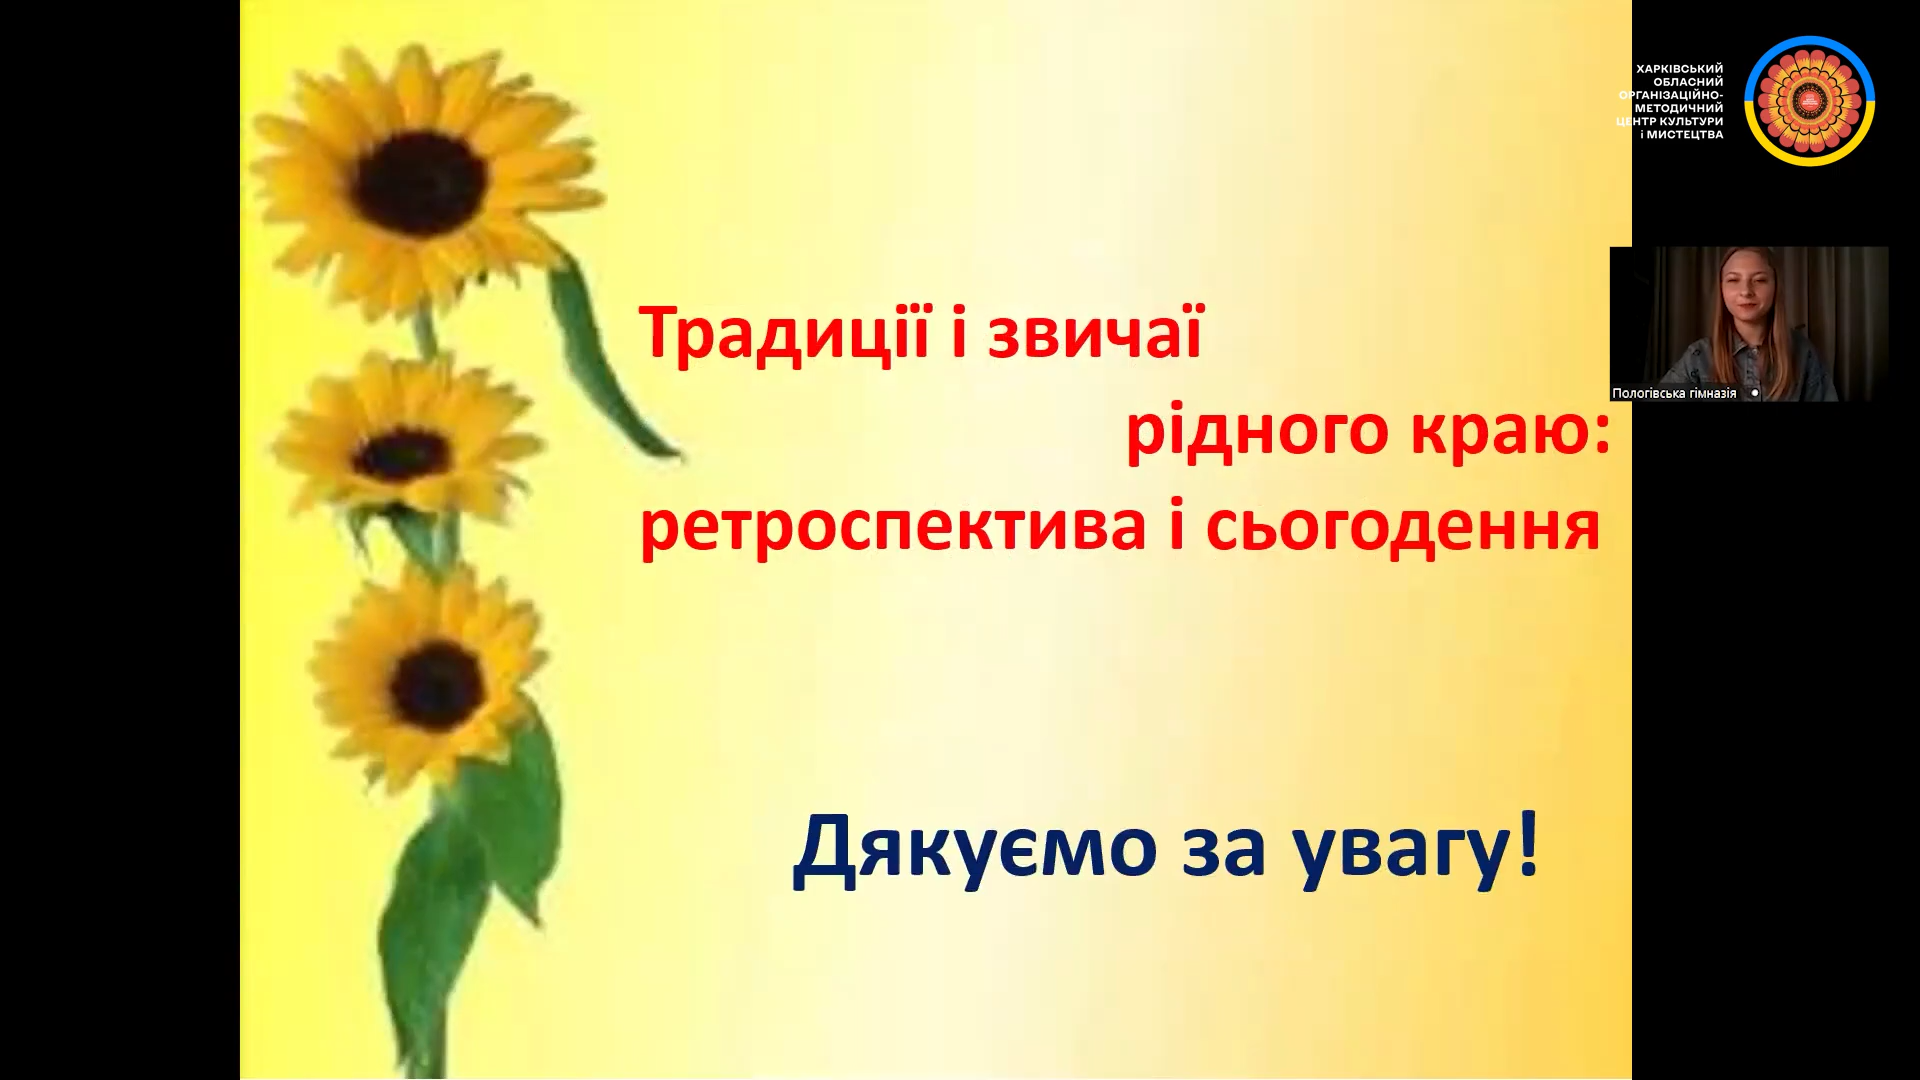 Традиції і звичаї
рідного краю:
ретроспектива і сьогодення
Дякуємо за увагу!
ХАРКІВСЬКИЙ
ОБЛАСНИЙ
ОРГАНІЗАЦІЙНО-
МЕТОДИЧНИЙ
ЦЕНТР КУЛЬТУРИ
і МИСТЕЦТВА
Пологівська гімназія